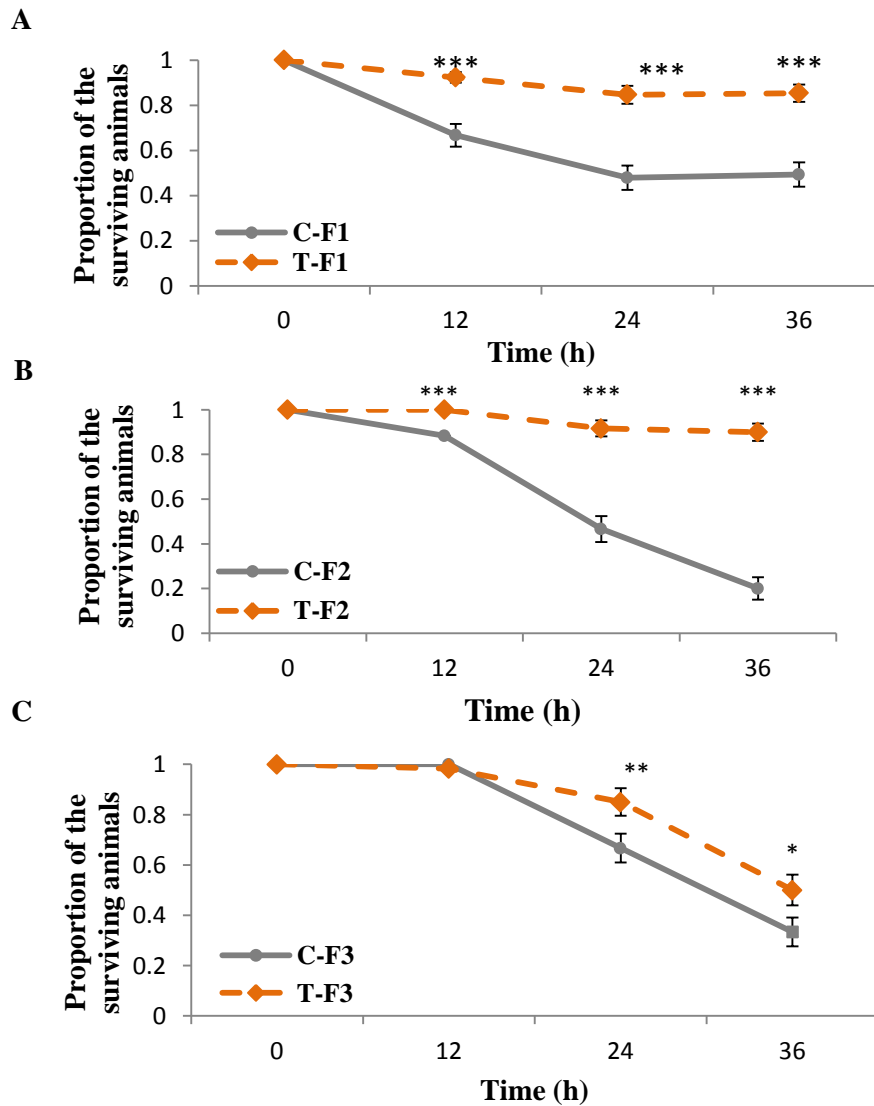 A
Proportion of the
surviving animals
1
0.8
0.6
0.4
0.2
0
*** *** ***
C-F1
T-F1
0 12 24 36
Time (h)
B
Proportion of the
surviving animals
1
0.8
0.6
0.4
0.2
0
*** *** ***
C-F2
T-F2
0 12 24 36
Time (h)
C
Proportion of the
surviving animals
1
0.8
0.6
0.4
0.2
0
**
*
C-F3
T-F3
0 12 24 36
Time (h)